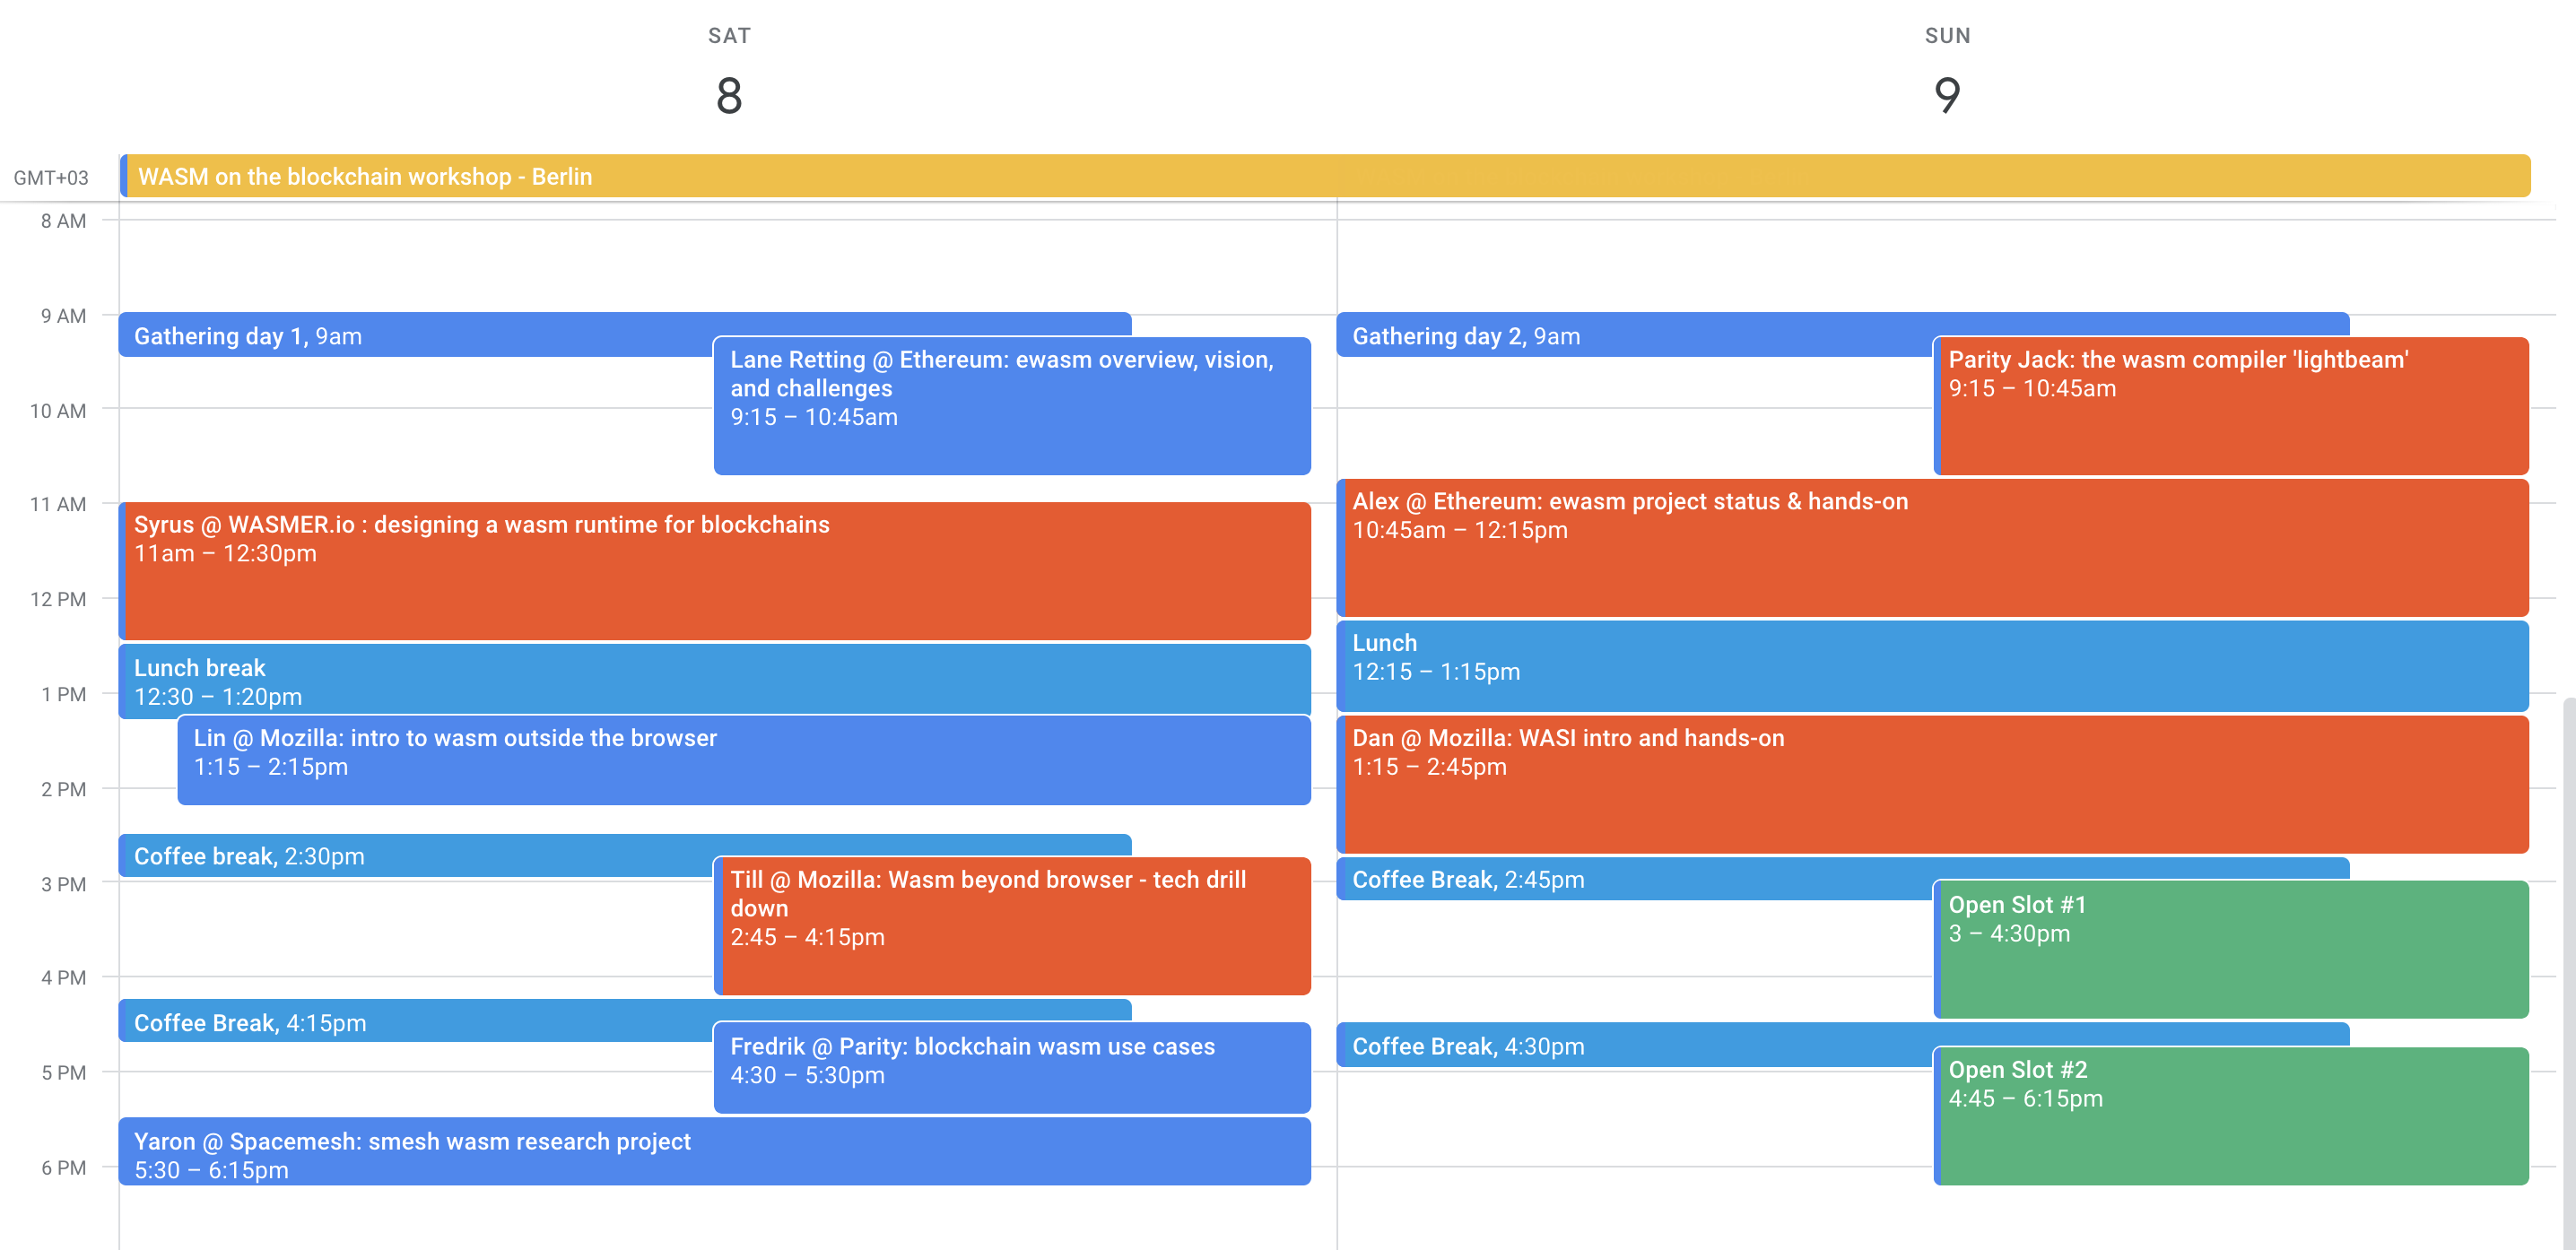 SAT
8
SUN
9
GMT+03
WASM on the blockchain workshop - Berlin
8 AM
9 AM
10 AM
11 AM
12 PM
1 PM
2 PM
3 PM
4 PM
5 PM
6 PM
Gathering day 1, 9am
Lane Retting @ Ethereum: ewasm overview, vision,
and challenges
9:15 – 10:45am
Syrus @ WASMER.io : designing a wasm runtime for blockchains
11am – 12:30pm
Lunch break
12:30 – 1:20pm
Lin @ Mozilla: intro to wasm outside the browser
1:15 – 2:15pm
Coffee break, 2:30pm
Till @ Mozilla: Wasm beyond browser - tech drill
down
2:45 – 4:15pm
Coffee Break, 4:15pm
Fredrik @ Parity: blockchain wasm use cases
4:30 – 5:30pm
Yaron @ Spacemesh: smesh wasm research project
5:30 – 6:15pm
Gathering day 2, 9am
Parity Jack: the wasm compiler 'lightbeam'
9:15 – 10:45am
Alex @ Ethereum: ewasm project status & hands-on
10:45am – 12:15pm
Lunch
12:15 – 1:15pm
Dan @ Mozilla: WASI intro and hands-on
1:15 – 2:45pm
Coffee Break, 2:45pm
Open Slot #1
3 – 4:30pm
Coffee Break, 4:30pm
Open Slot #2
4:45 – 6:15pm